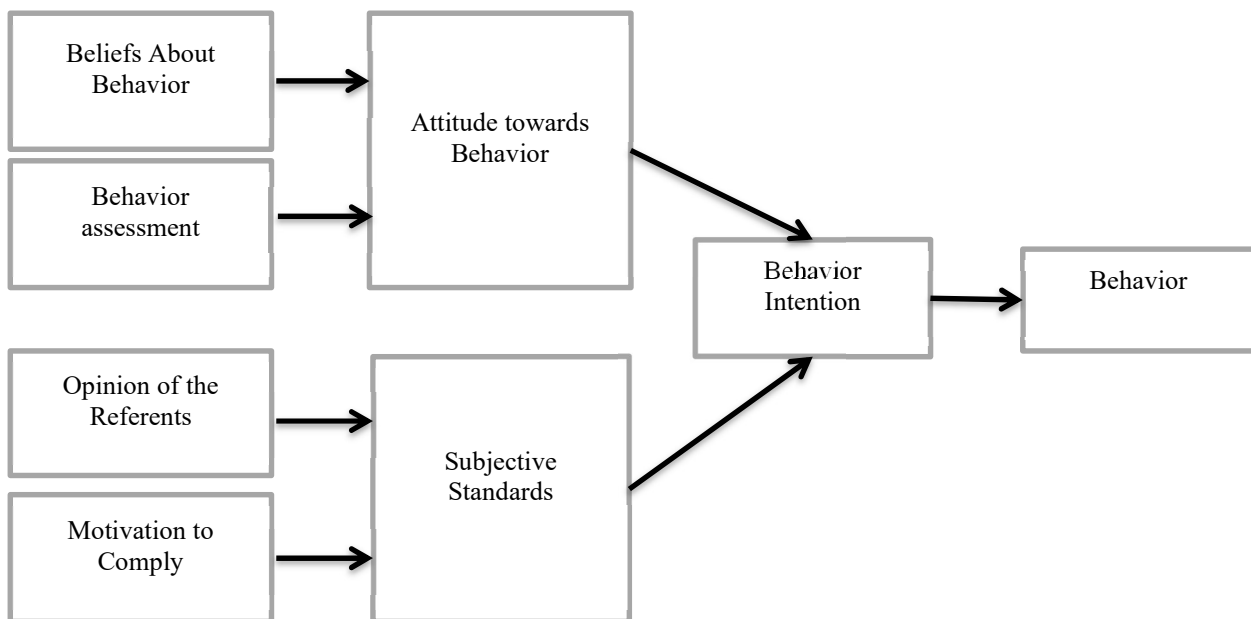 Beliefs About
Behavior
Behavior
assessment
Attitude towards
Behavior
Opinion of the
Referents
Motivation to
Comply
Subjective
Standards
Behavior
Intention
Behavior